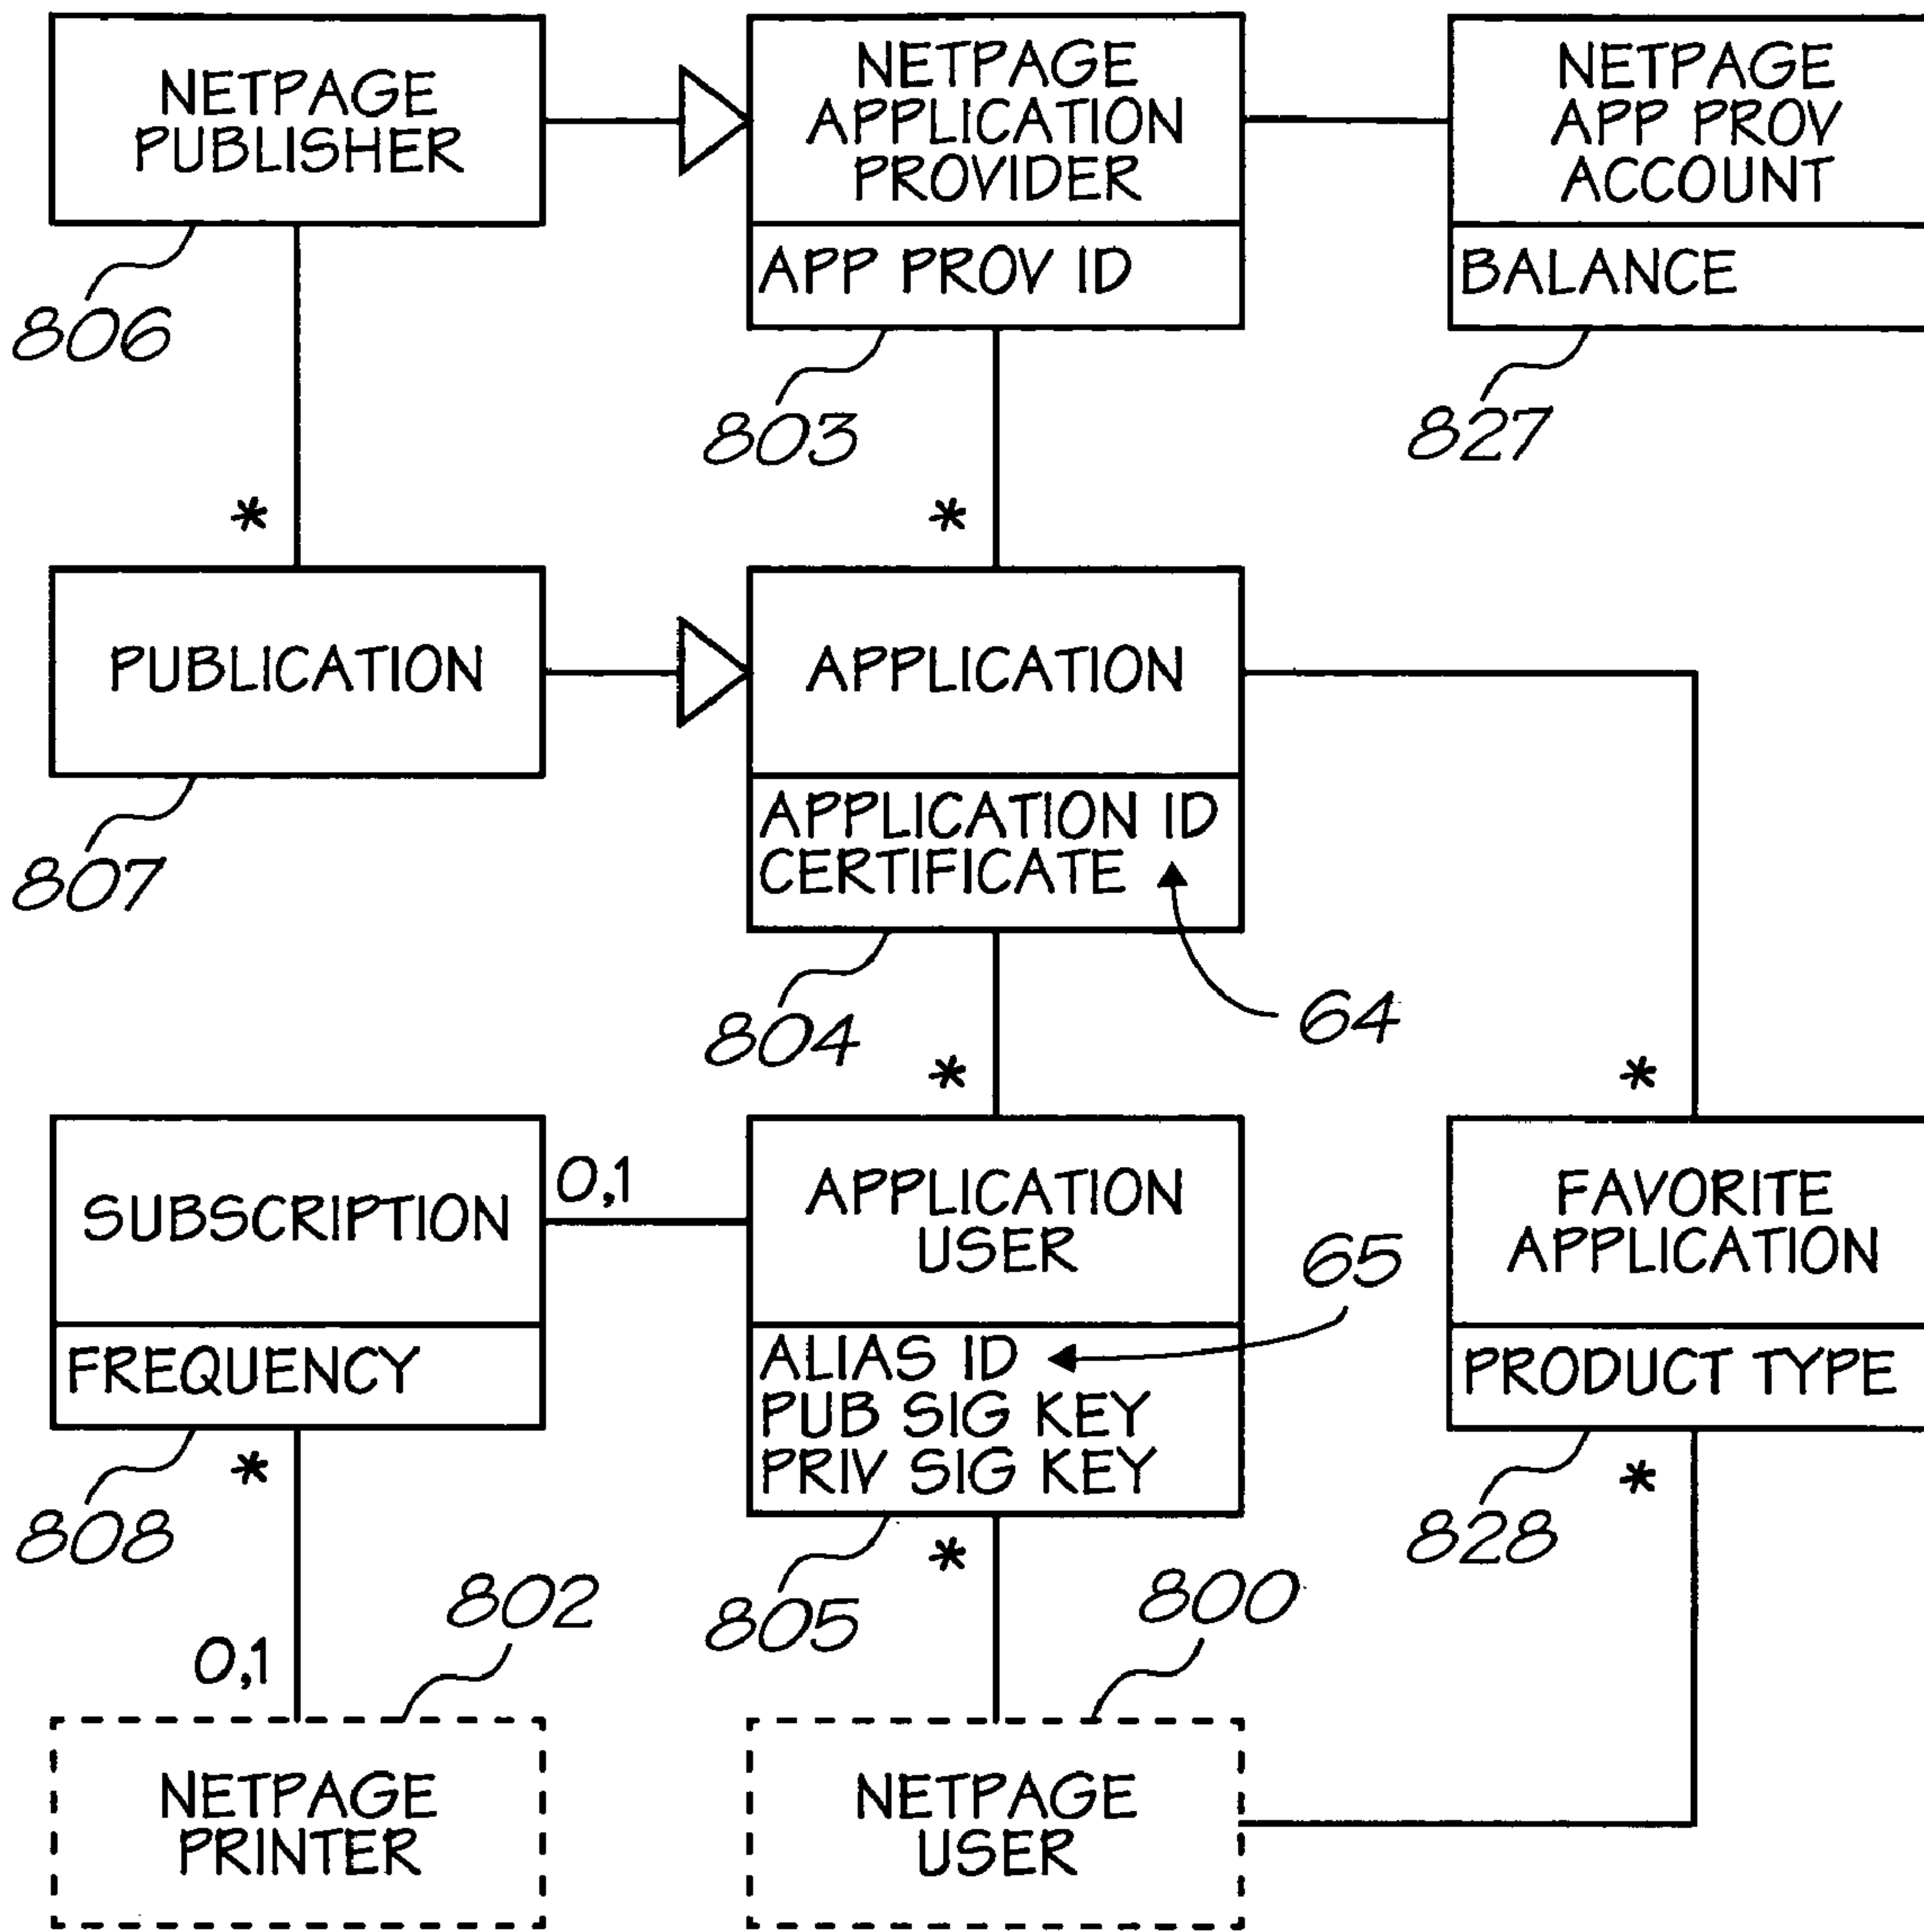 NETPAGE
PUBLISHER
NETPAGE
APPLICATION
PROVIDER
APP PROV ID
NETPAGE
APP PROV
ACCOUNT
BALANCE
806
803
827
*
*
PUBLICATION
APPLICATION
APPLICATION ID
CERTIFICATE
807
804
64
*
*
SUBSCRIPTION
FREQUENCY
0,1
APPLICATION
USER
ALIAS ID
PUB SIG KEY
PRIV SIG KEY
65
FAVORITE
APPLICATION
PRODUCT TYPE
808
*
805
*
828
*
802
800
0,1
NETPAGE
PRINTER
NETPAGE
USER